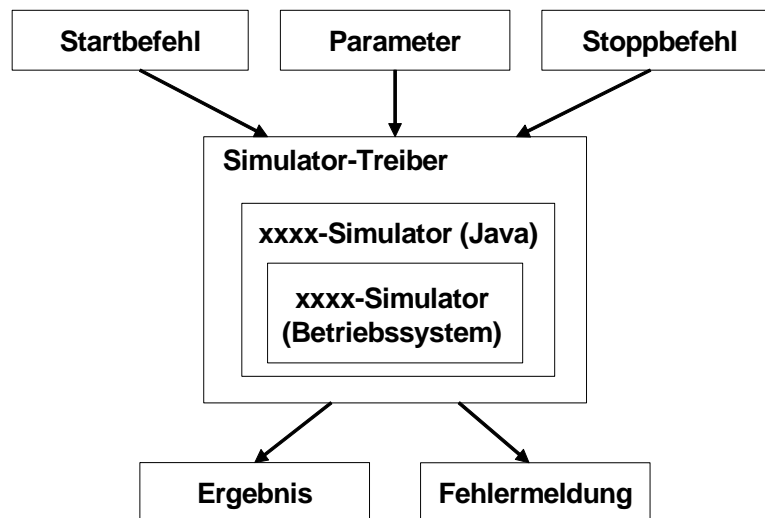 Startbefehl
Parameter
Stoppbefehl
Simulator-Treiber
xxxx-Simulator (Java)
xxxx-Simulator
(Betriebssystem)
Ergebnis
Fehlermeldung